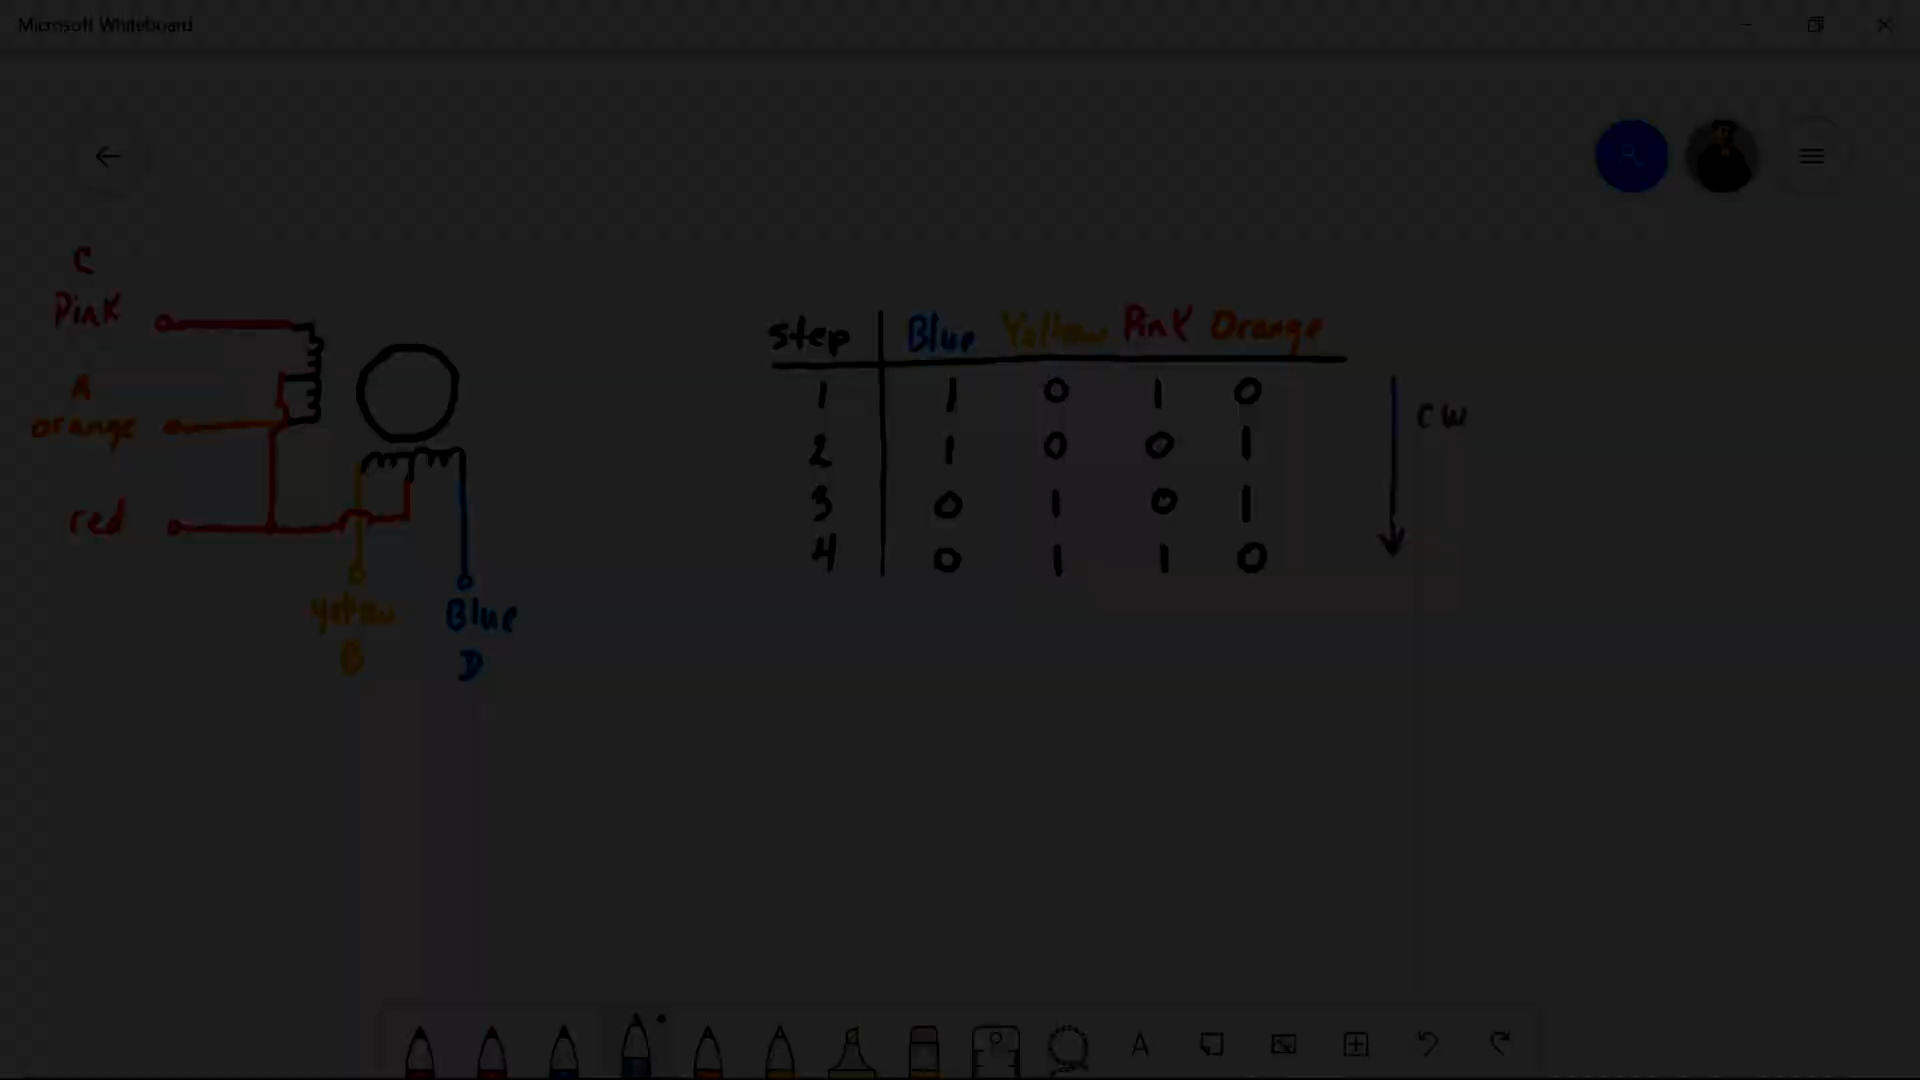 Microsoft Whiteboard
C
Pink
A
orange
red
yellow
B
Blue
D
step Blue Yellow Pink Orange
1 1 0 1 0
2 1 0 0 1
3 0 1 0 1
4 0 1 1 0
CW